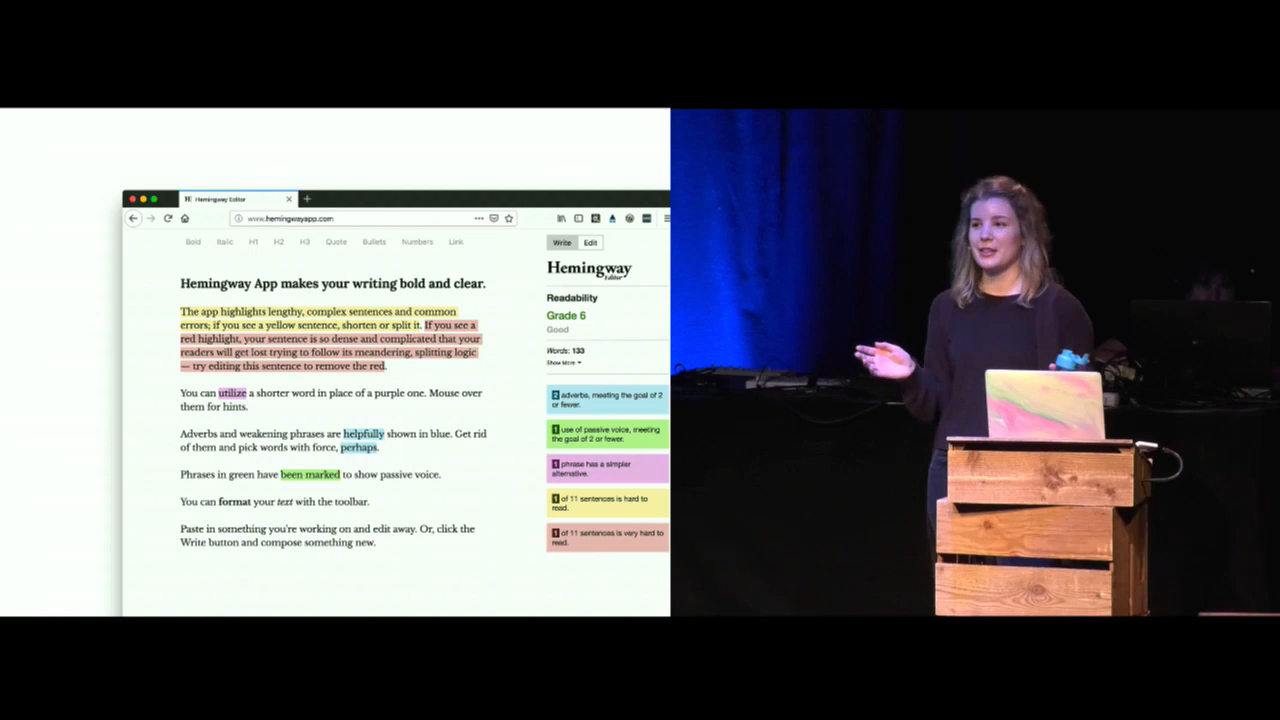 Hemingway Editor
www.hemingwayapp.com
Bold Italic H1 H2 H3 Quote Bullets Numbers Link
Write Edit
Hemingway
Editor
Hemingway App makes your writing bold and clear.
The app highlights lengthy, complex sentences and common
errors; if you see a yellow sentence, shorten or split it. If you see a
red highlight, your sentence is so dense and complicated that your
readers will get lost trying to follow its meandering, splitting logic
— try editing this sentence to remove the red.
You can utilize a shorter word in place of a purple one. Mouse over
them for hints.
Adverbs and weakening phrases are helpfully shown in blue. Get rid
of them and pick words with force, perhaps.
Phrases in green have been marked to show passive voice.
You can format your text with the toolbar.
Paste in something you're working on and edit away. Or, click the
Write button and compose something new.
Readability
Grade 6
Good
Words: 133
Show More
2 adverbs, meeting the goal of 2
or fewer.
1 use of passive voice, meeting
the goal of 2 or fewer.
1 phrase has a simpler
alternative.
1 of 11 sentences is hard to
read.
1 of 11 sentences is very hard to
read.